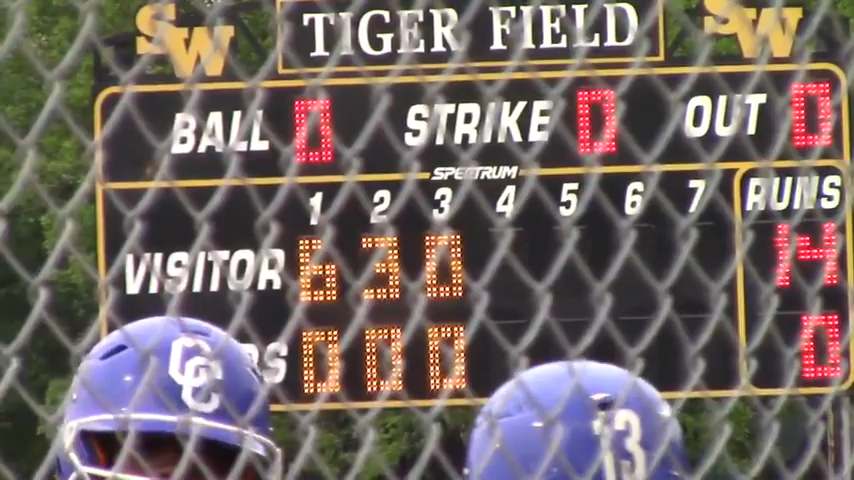 SW TIGER FIELD SW
BALL 0 STRIKE 0 OUT 0
SPECTRUM
1 2 3 4 5 6 7 RUNS
VISITOR 6 3 0 14
0 0 0 0
CC 13